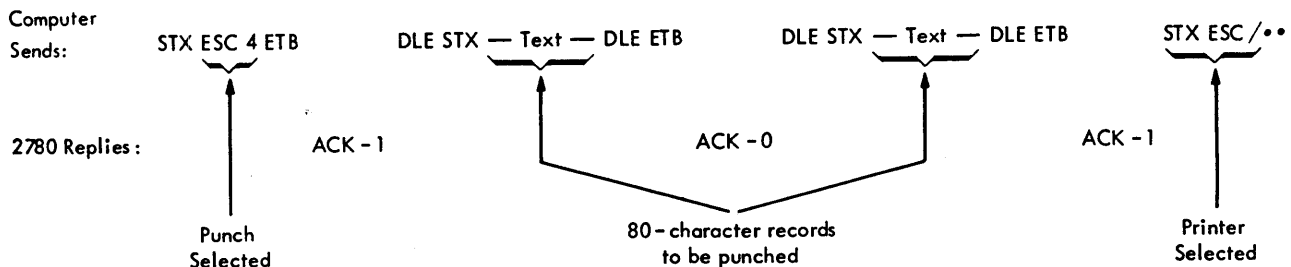 Computer
Sends:
STX ESC 4 ETB
DLE STX — Text — DLE ETB
DLE STX — Text — DLE ETB
STX ESC /••
2780 Replies:
ACK-1
ACK-0
ACK-1
Punch
Selected
80-character records
to be punched
Printer
Selected